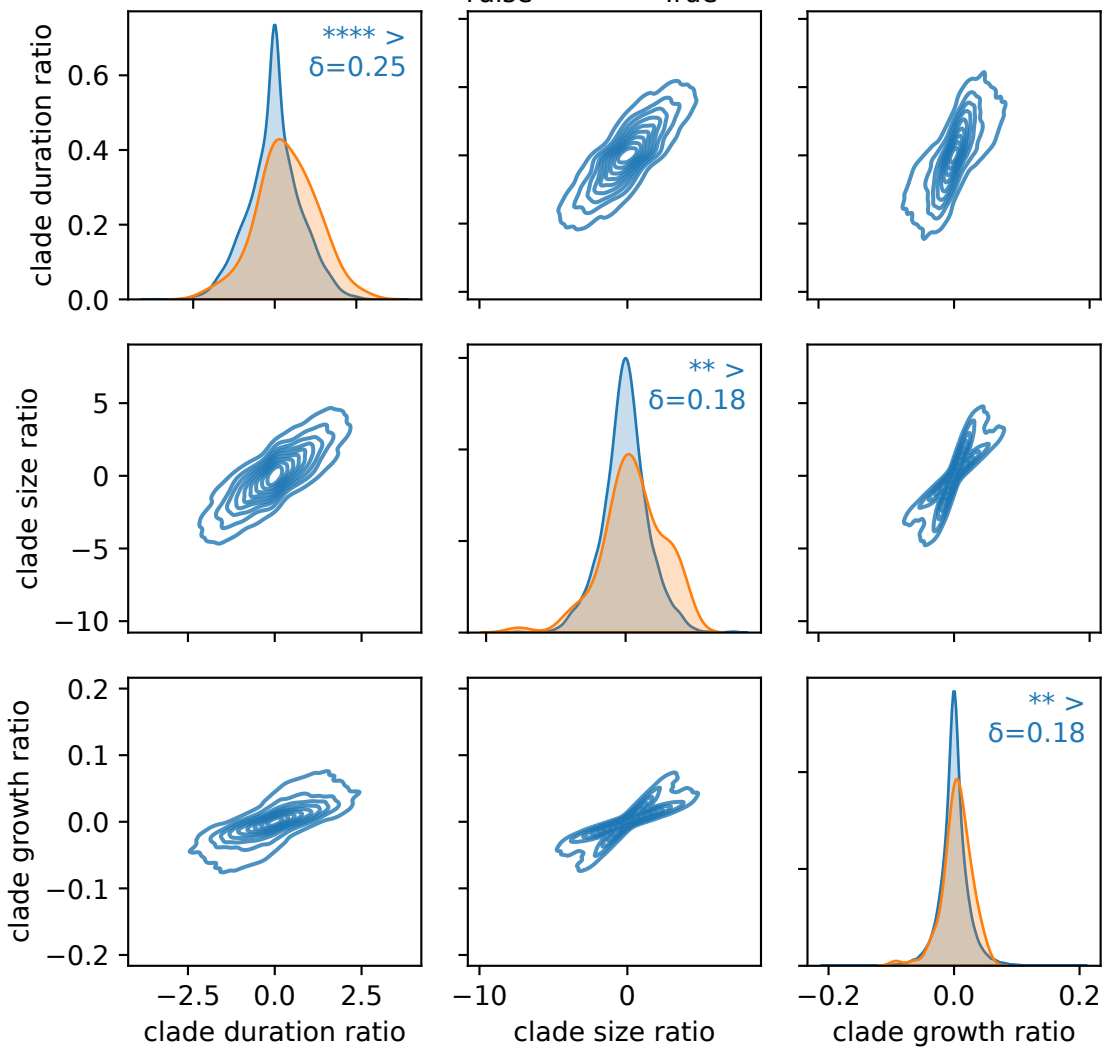 True
clade duration ratio
0.6
0.4
0.2
0.0
**** >
δ=0.25
clade size ratio
5
0
−5
−10
** >
δ=0.18
clade growth ratio
0.2
0.1
0.0
−0.1
−0.2
** >
δ=0.18
−2.5 0.0 2.5
−10 0
−0.2 0.0 0.2
clade duration ratio
clade size ratio
clade growth ratio